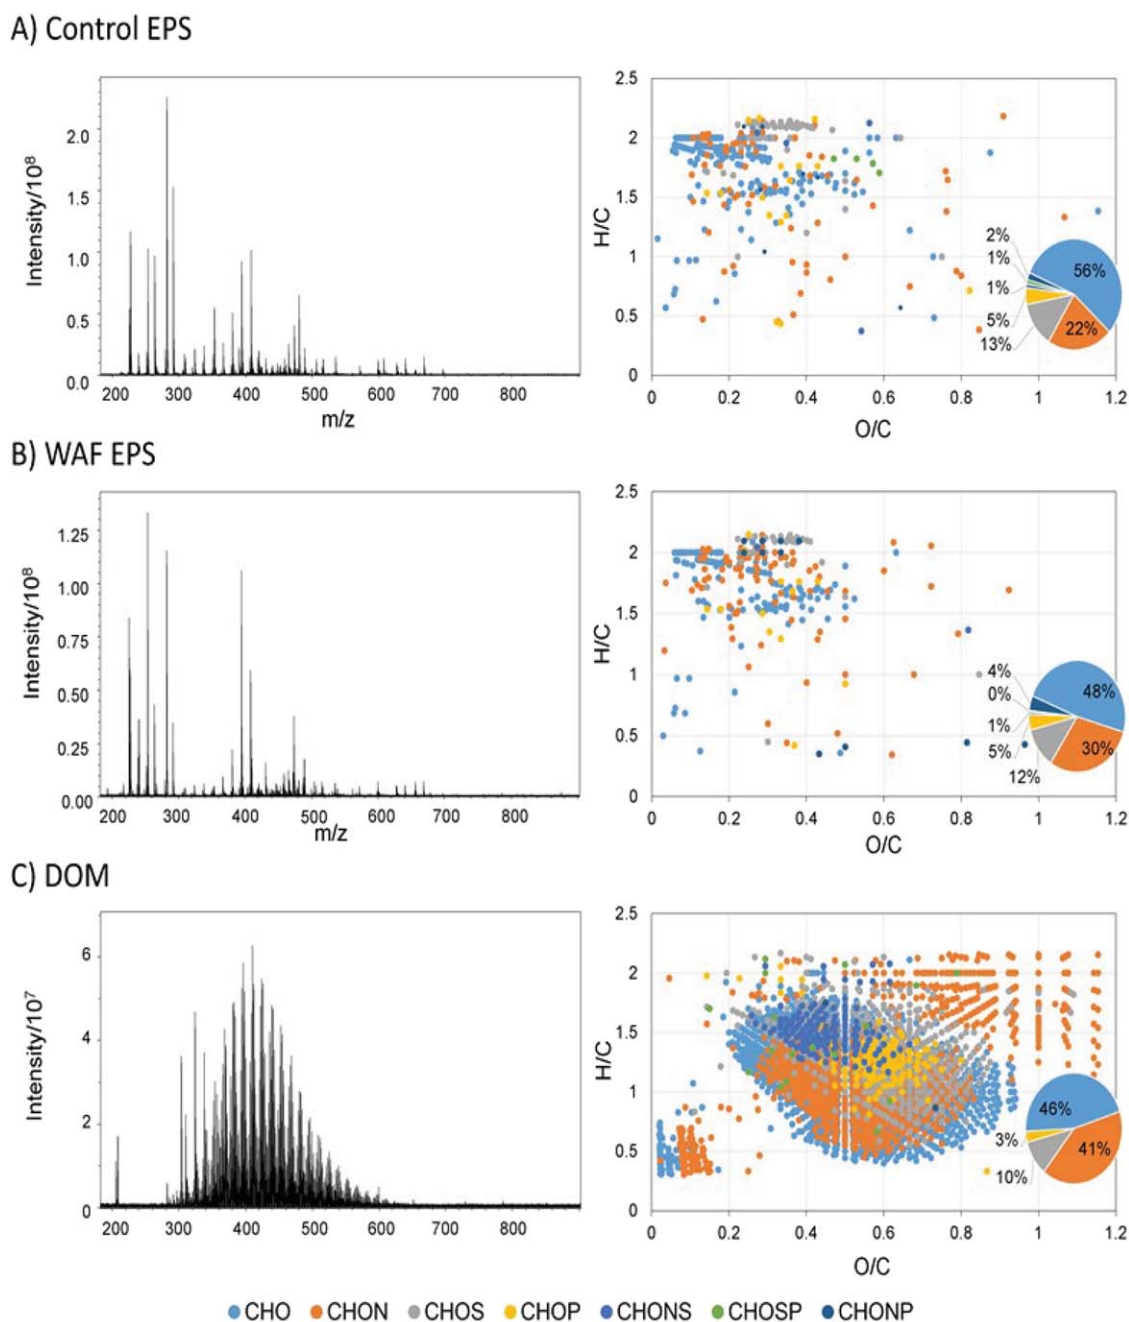 A) Control EPS
Intensity/10⁸
2.0
1.5
1.0
0.5
0.0
200 300 400 500 600 700 800
m/z
H/C
2.5
2
1.5
1
0.5
0
0 0.2 0.4 0.6 0.8 1 1.2
O/C
2%
1%
1%
5%
13%
56%
22%
B) WAF EPS
Intensity/10⁸
1.25
1.00
0.75
0.50
0.25
0.00
200 300 400 500 600 700 800
m/z
H/C
2.5
2
1.5
1
0.5
0
0 0.2 0.4 0.6 0.8 1 1.2
O/C
4%
0%
1%
5%
12%
48%
30%
C) DOM
Intensity/10⁷
6
4
2
0
200 300 400 500 600 700 800
H/C
2.5
2
1.5
1
0.5
0
0 0.2 0.4 0.6 0.8 1 1.2
O/C
46%
3%
10%
41%
CHO CHON CHOS CHOP CHONS CHOSP CHONP